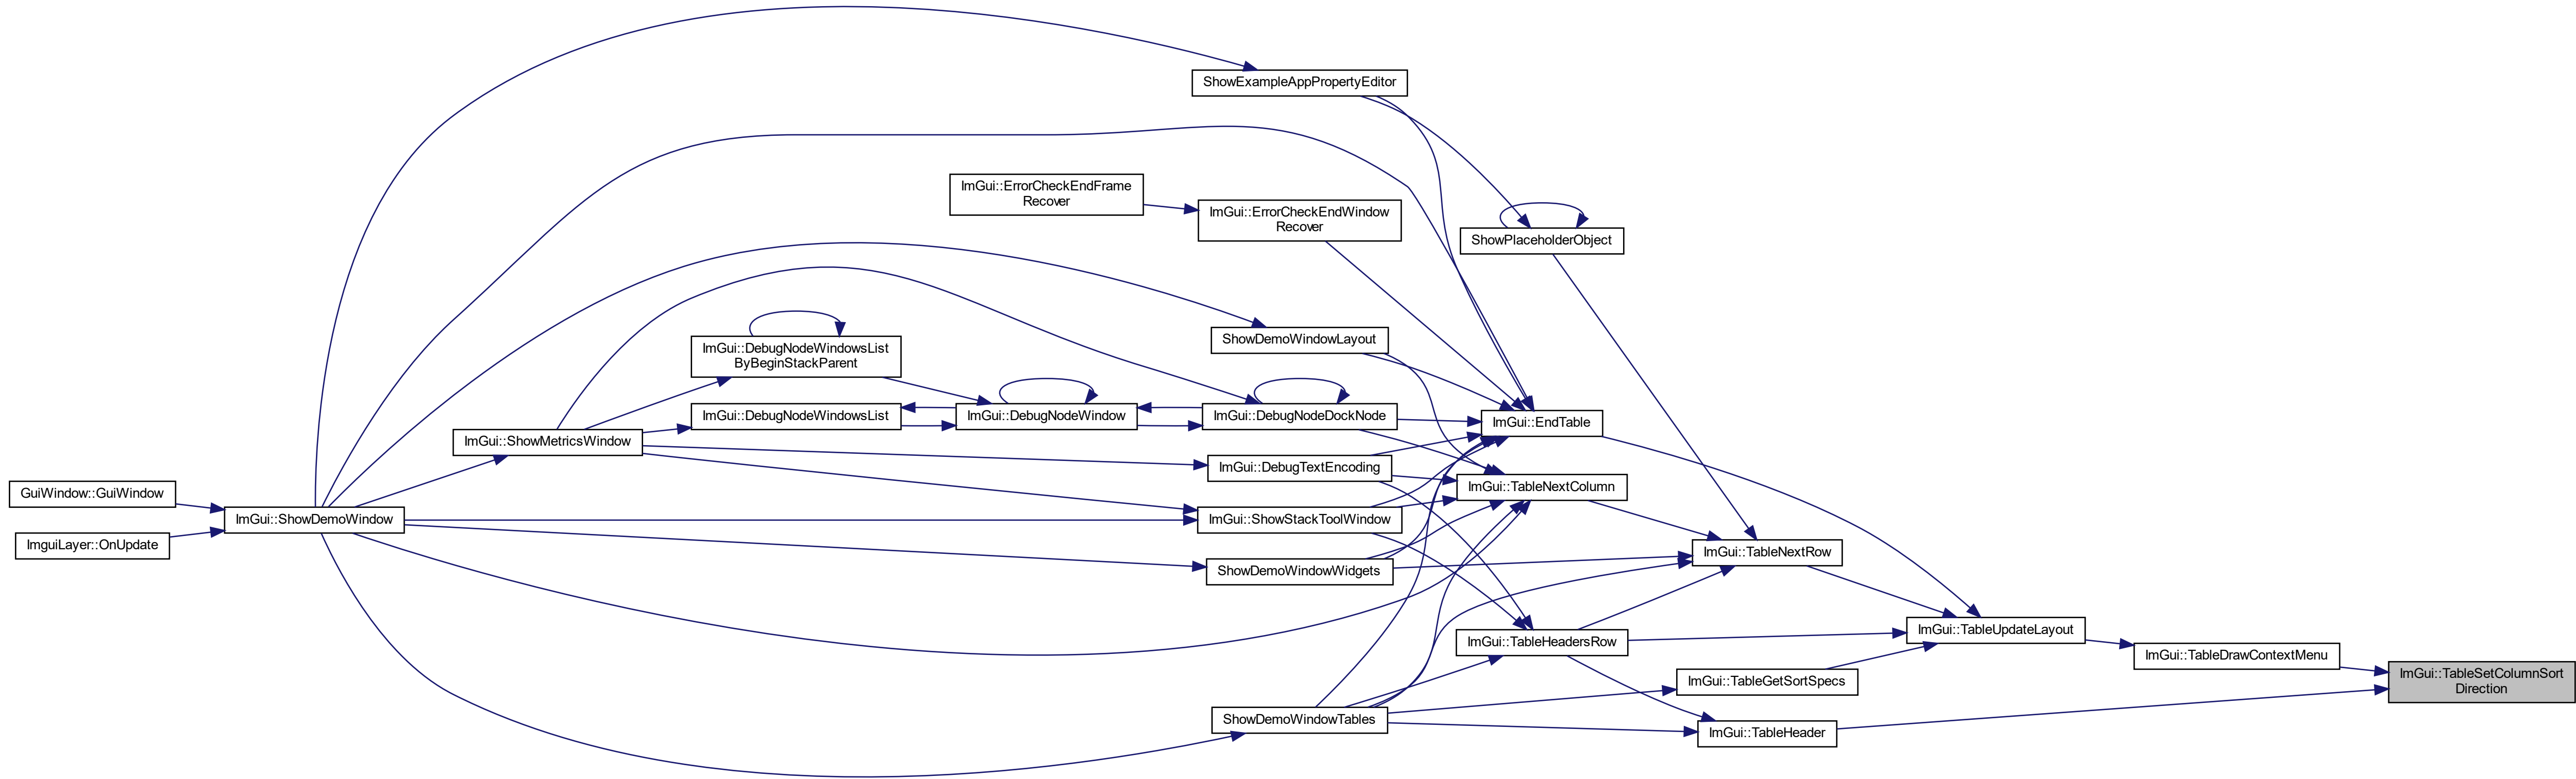 ShowExampleAppPropertyEditor
ImGui::ErrorCheckEndFrame
Recover
ImGui::ErrorCheckEndWindow
Recover
ShowPlaceholderObject
ShowDemoWindowLayout
ImGui::DebugNodeWindowsList
ByBeginStackParent
ImGui::DebugNodeWindowsList
ImGui::DebugNodeWindow
ImGui::DebugNodeDockNode
ImGui::EndTable
ImGui::ShowMetricsWindow
ImGui::DebugTextEncoding
ImGui::TableNextColumn
GuiWindow::GuiWindow
ImGui::ShowDemoWindow
ImGui::ShowStackToolWindow
ImguiLayer::OnUpdate
ImGui::TableNextRow
ShowDemoWindowWidgets
ImGui::TableHeadersRow
ImGui::TableUpdateLayout
ImGui::TableDrawContextMenu
ImGui::TableGetSortSpecs
ImGui::TableSetColumnSort
Direction
ShowDemoWindowTables
ImGui::TableHeader